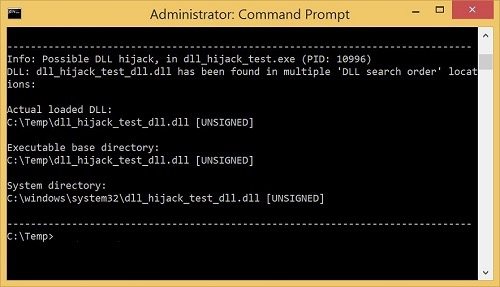 Administrator: Command Prompt
--------------------------------------------------------------------------------
Info: Possible DLL hijack, in dll_hijack_test.exe (PID: 10996)
DLL: dll_hijack_test_dll.dll has been found in multiple 'DLL search order' locat
ions:
Actual loaded DLL:
C:\Temp\dll_hijack_test_dll.dll [UNSIGNED]
Executable base directory:
C:\Temp\dll_hijack_test_dll.dll [UNSIGNED]
System directory:
C:\windows\system32\dll_hijack_test_dll.dll [UNSIGNED]
--------------------------------------------------------------------------------
C:\Temp>